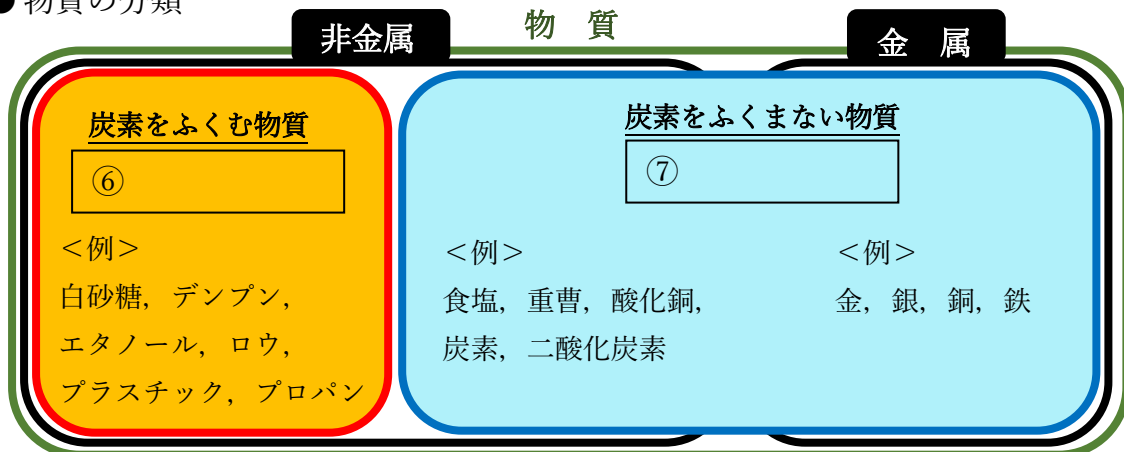 ●物質の分類
物 質
非金属
金 属
炭素をふくむ物質
⑥
＜例＞
白砂糖，デンプン，
エタノール，ロウ，
プラスチック，プロパン
炭素をふくまない物質
⑦
＜例＞
食塩，重曹，酸化銅，
炭素，二酸化炭素
＜例＞
金，銀，銅，鉄